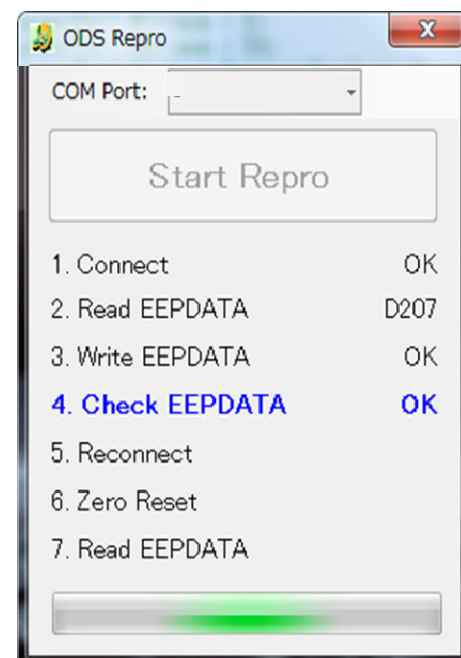 ODS Repro
COM Port:
Start Repro
1. Connect OK
2. Read EEPDATA D207
3. Write EEPDATA OK
4. Check EEPDATA OK
5. Reconnect
6. Zero Reset
7. Read EEPDATA